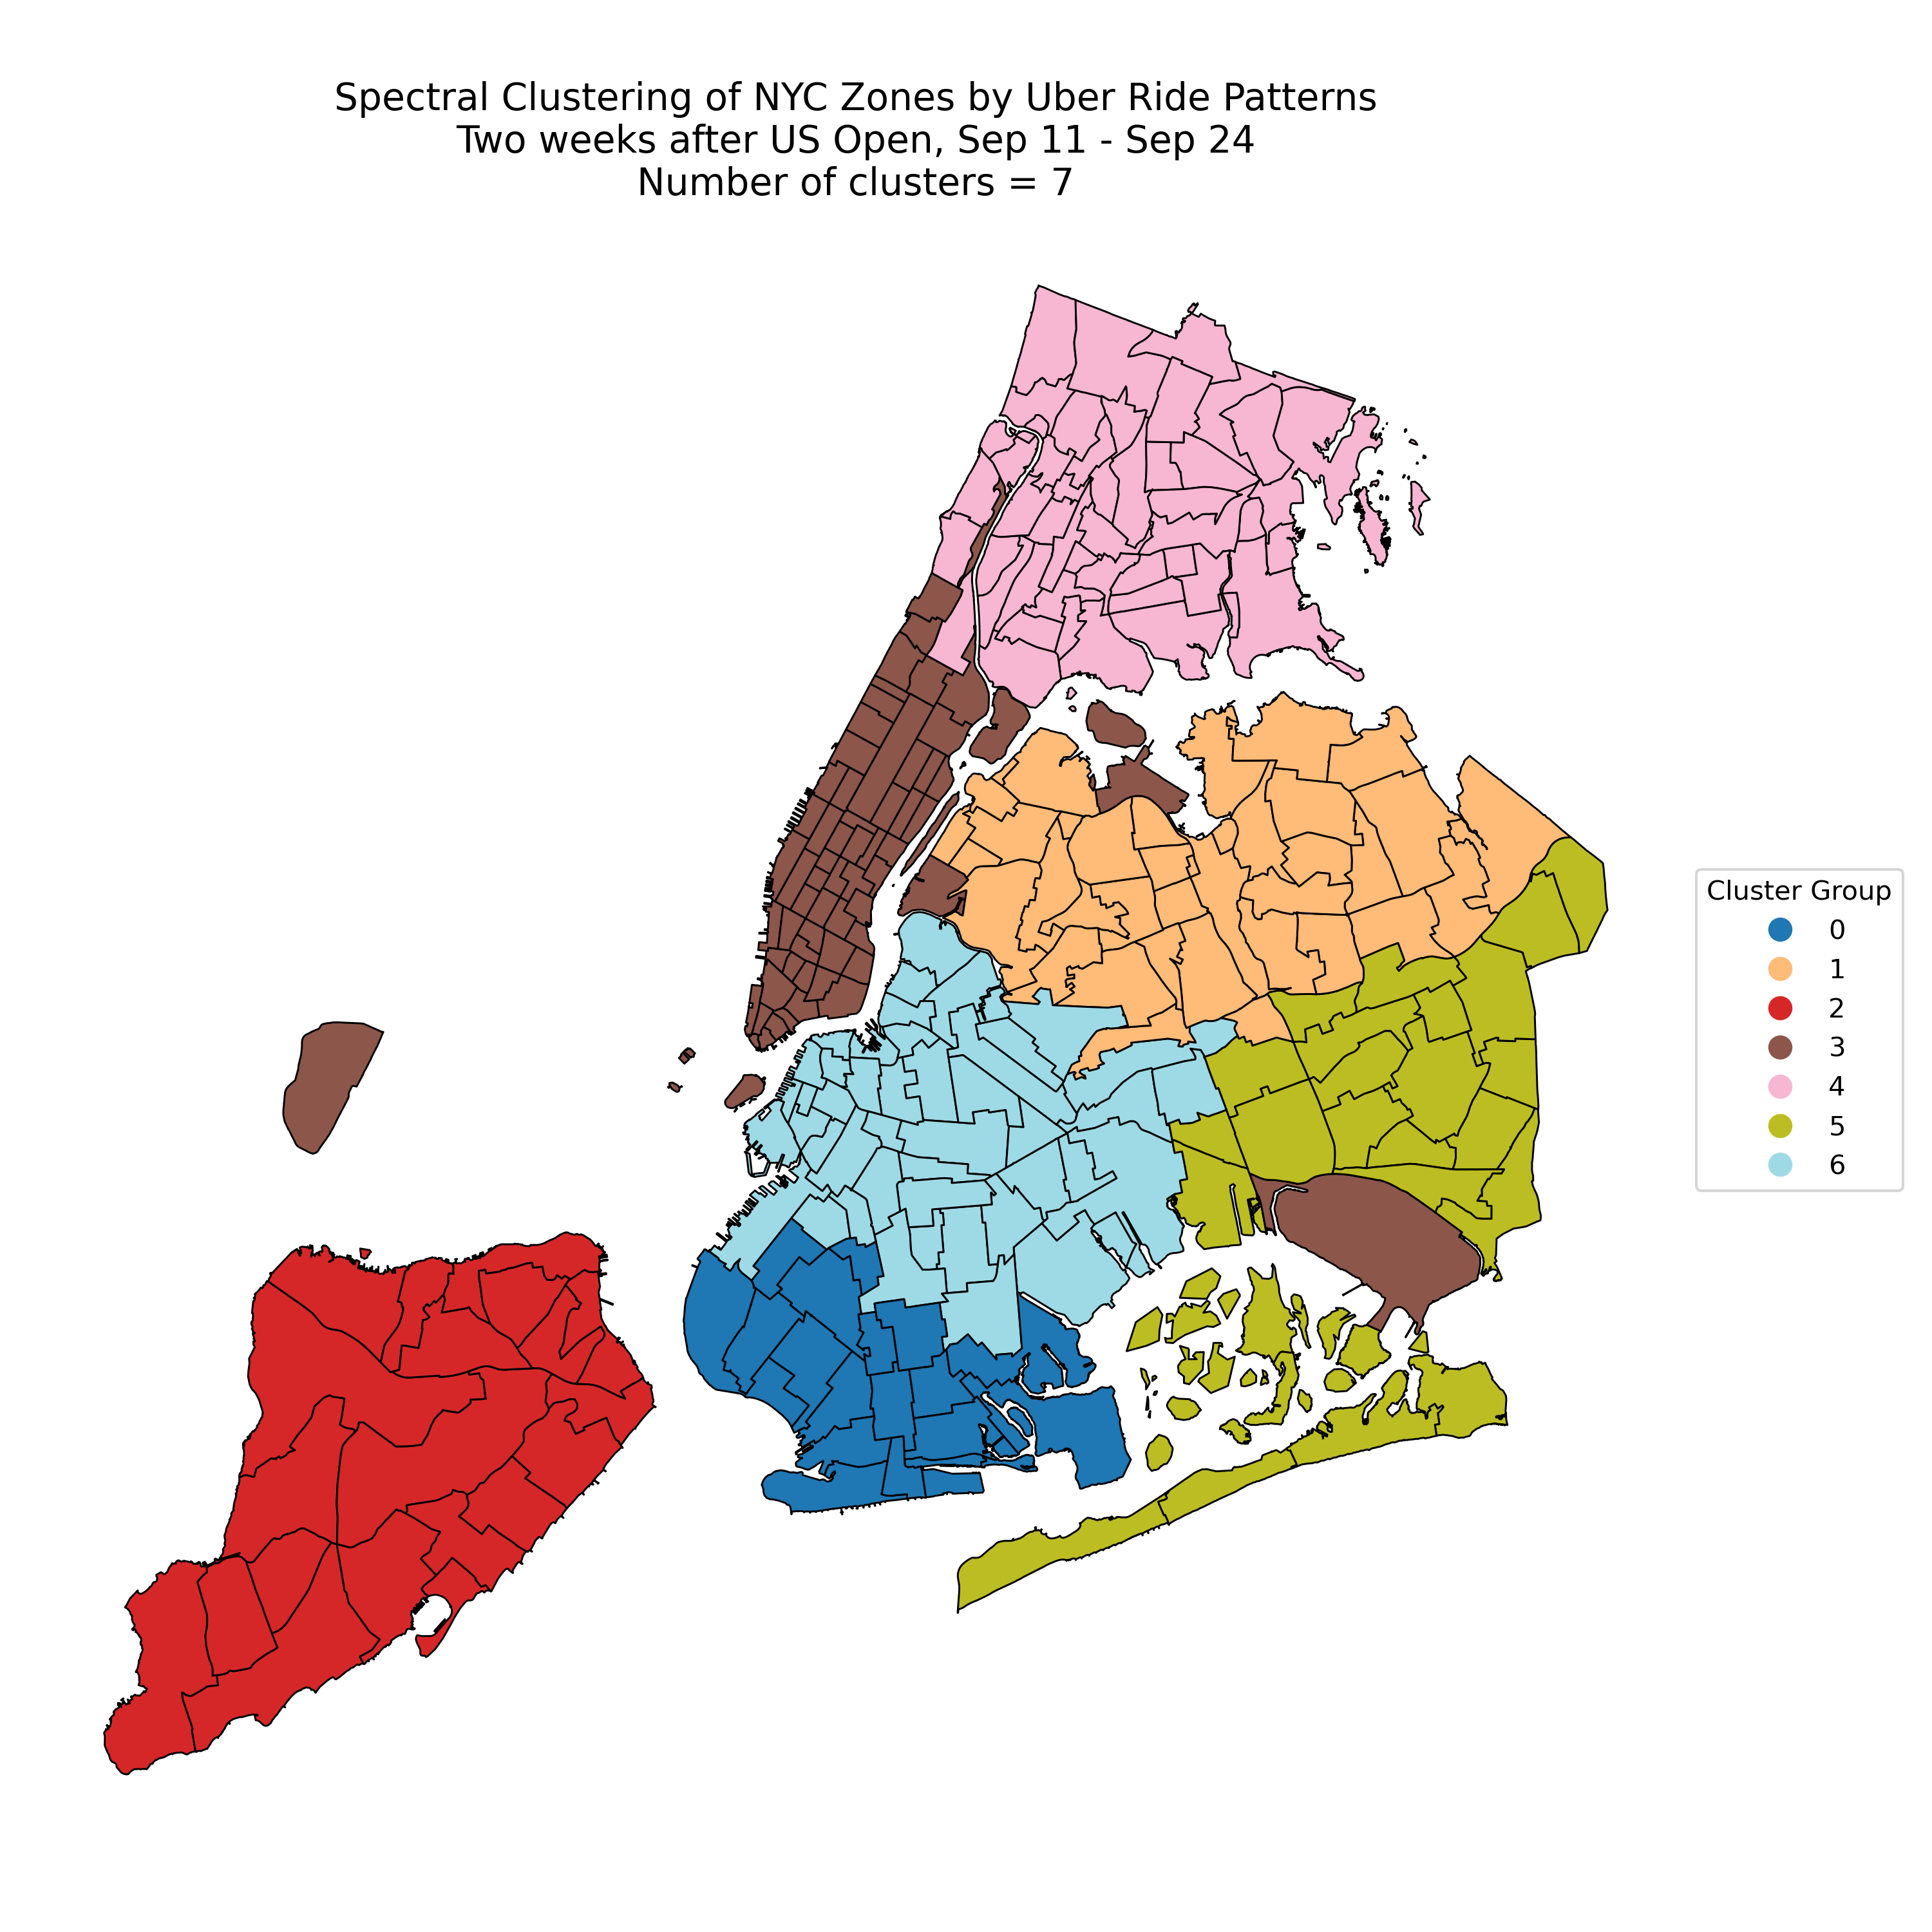 Spectral Clustering of NYC Zones by Uber Ride Patterns
Two weeks after US Open, Sep 11 - Sep 24
Number of clusters = 7
Cluster Group
0
1
2
3
4
5
6